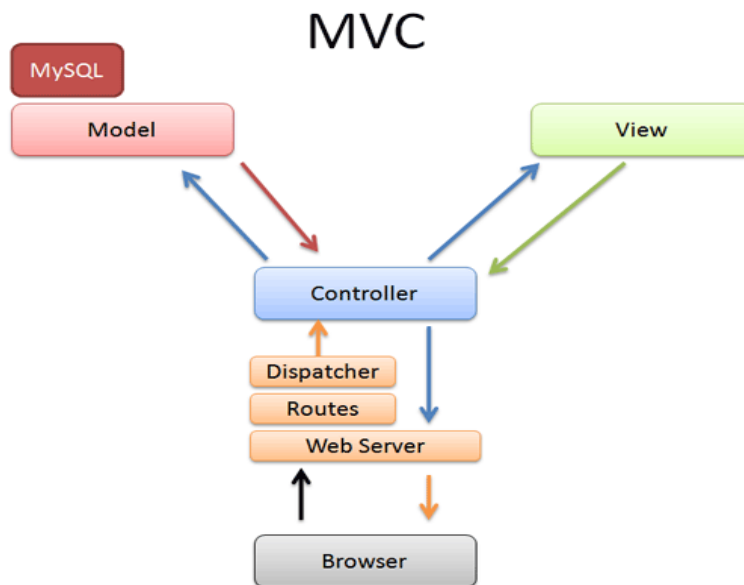 MVC
MySQL
Model
View
Controller
Dispatcher
Routes
Web Server
Browser